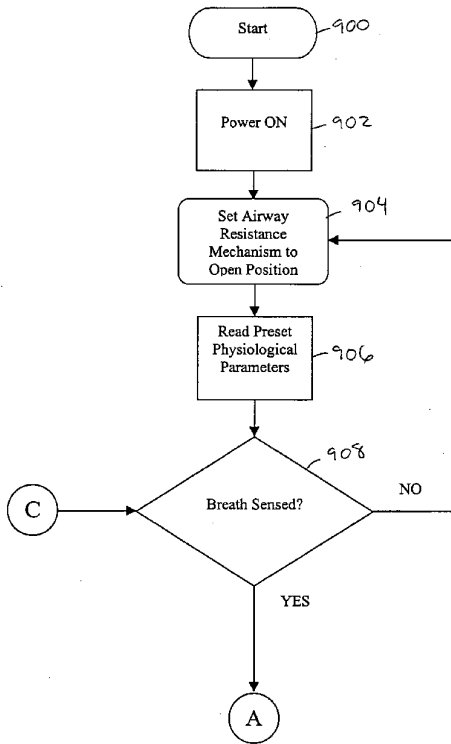 Start
900
Power ON
902
Set Airway
Resistance
Mechanism to
Open Position
904
Read Preset
Physiological
Parameters
906
908
Breath Sensed?
NO
C
YES
A